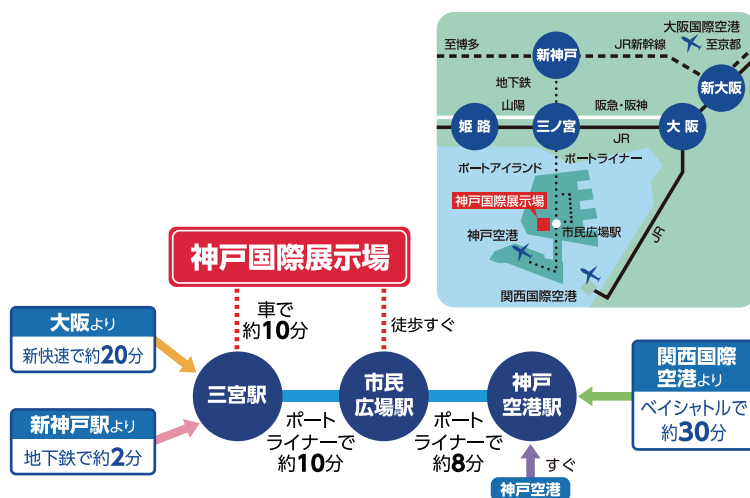 大阪国際空港
至博多
JR新幹線
至京都
新神戸
新大阪
地下鉄
山陽
阪急・阪神
姫路
三ノ宮
大阪
JR
ポートアイランド
ポートライナー
神戸国際展示場
市民広場駅
神戸空港
JR
関西国際空港
神戸国際展示場
車で
約10分
徒歩すぐ
大阪より
新快速で約20分
新神戸駅より
地下鉄で約2分
三宮駅
市民
広場駅
神戸
空港駅
ポート
ライナーで
約10分
ポート
ライナーで
約8分
関西国際
空港より
ベイシャトルで
約30分
すぐ
神戸空港